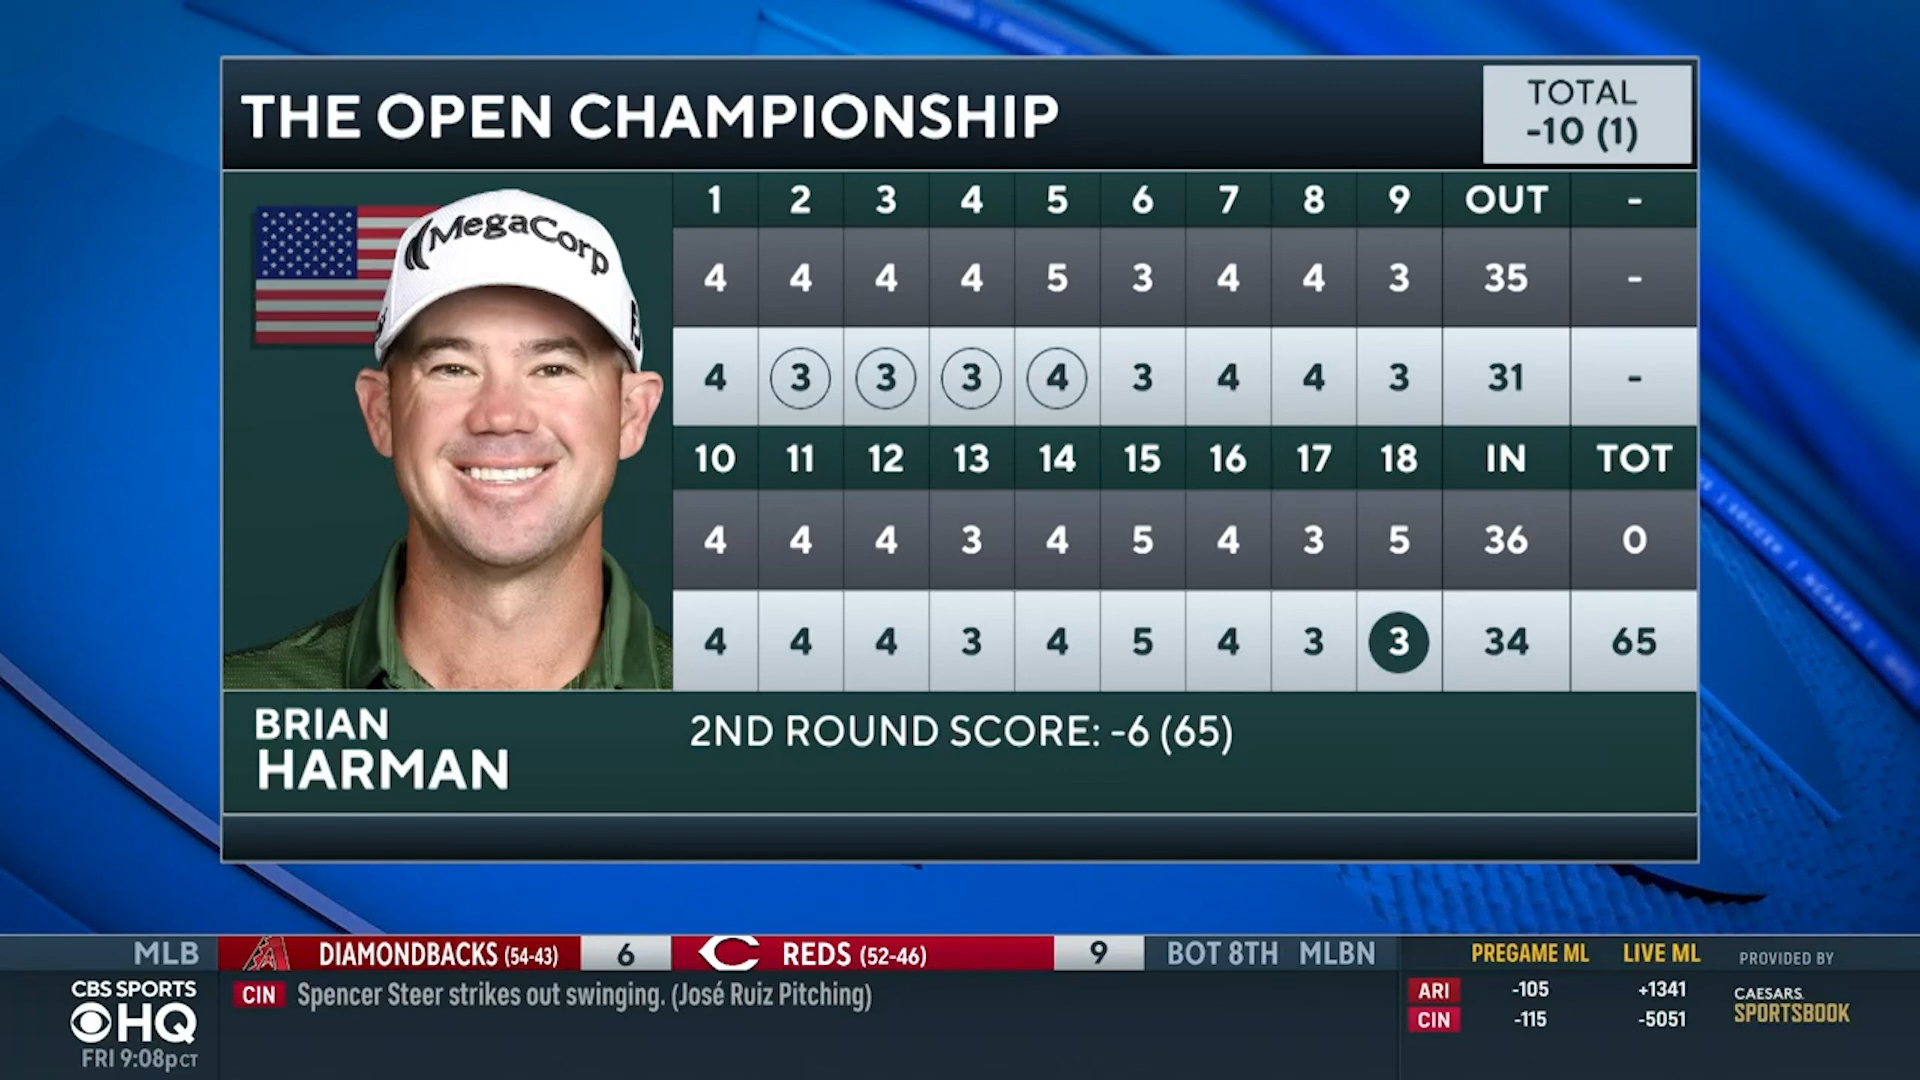 THE OPEN CHAMPIONSHIP
TOTAL
-10 (1)
MegaCorp
1 2 3 4 5 6 7 8 9 OUT -
4 4 4 4 5 3 4 4 3 35 -
4 3 3 3 4 3 4 4 3 31 -
10 11 12 13 14 15 16 17 18 IN TOT
4 4 4 3 4 5 4 3 5 36 0
4 4 4 3 4 5 4 3 3 34 65
BRIAN
HARMAN
2ND ROUND SCORE: -6 (65)
MLB DIAMONDBACKS (54-43) 6 REDS (52-46) 9 BOT 8TH MLBN
CIN Spencer Steer strikes out swinging. (José Ruiz Pitching)
CBS SPORTS
HQ
FRI 9:08P CT
PREGAME ML LIVE ML
ARI -105 +1341
CIN -115 -5051
PROVIDED BY
CAESARS
SPORTSBOOK